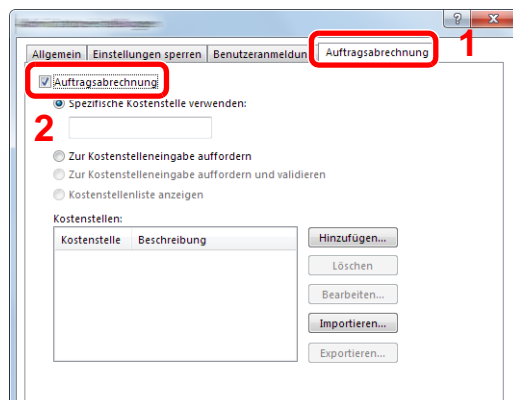 ?
1
Allgemein Einstellungen sperren Benutzeranmeldun Auftragsabrechnung
Auftragsabrechnung
Spezifische Kostenstelle verwenden:
2
Zur Kostenstelleneingabe auffordern
Zur Kostenstelleneingabe auffordern und validieren
Kostenstellenliste anzeigen
Kostenstellen:
Kostenstelle Beschreibung
Hinzufügen...
Löschen
Bearbeiten...
Importieren...
Exportieren...